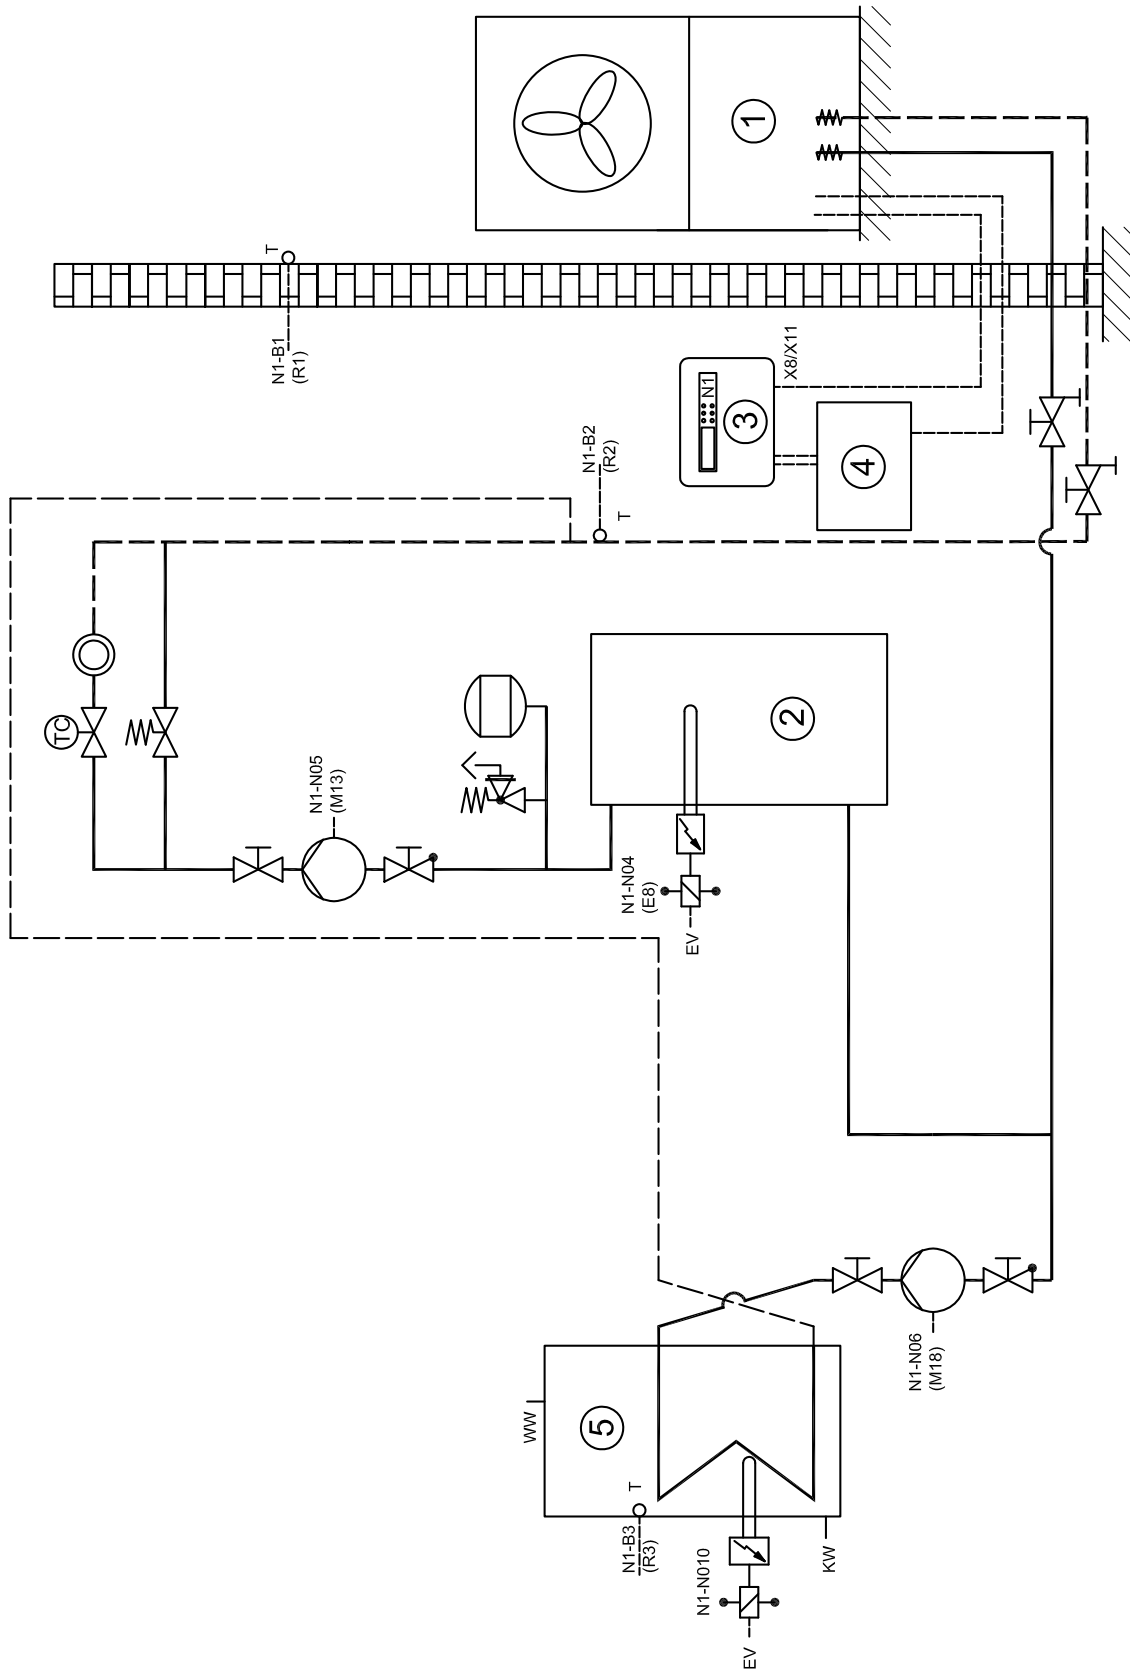 1
T
N1-B1
(R1)
X8/X11
N1
3
4
N1-B2
(R2)
T
TC
2
N1-N05
(M13)
N1-N04
(E8)
EV
N1-N06
(M18)
WW
5
T
N1-B3
(R3)
N1-N010
KW
EV